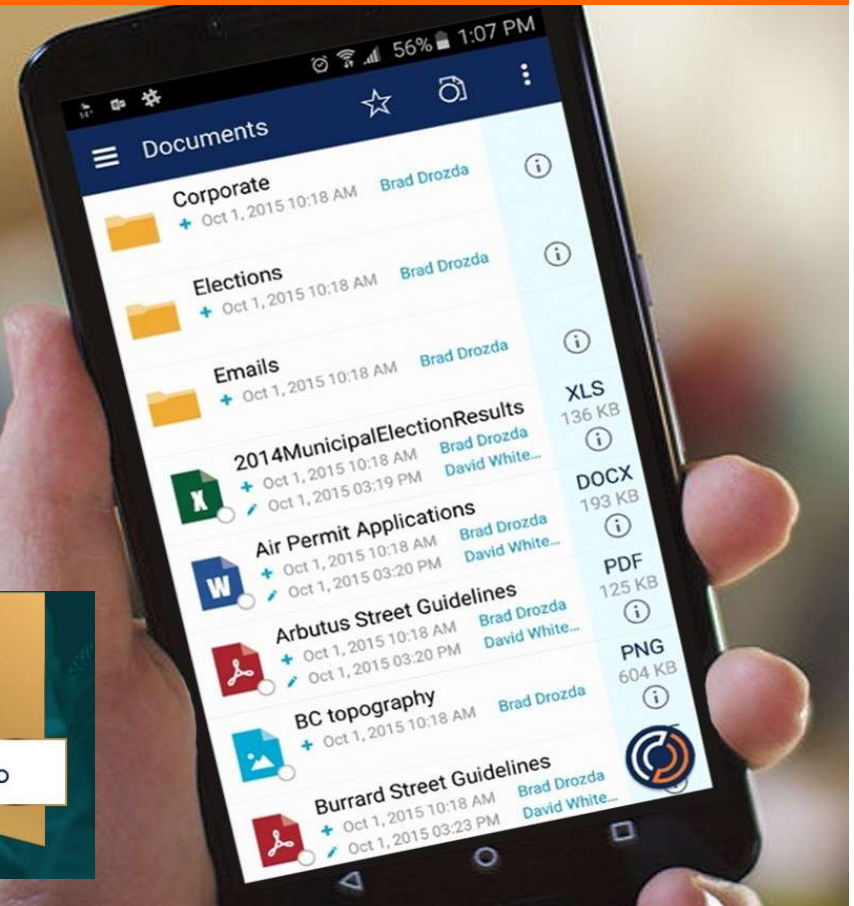 14° 56% 1:07 PM
Documents
Corporate
+ Oct 1, 2015 10:18 AM Brad Drozda
Elections
+ Oct 1, 2015 10:18 AM Brad Drozda
Emails
+ Oct 1, 2015 10:18 AM Brad Drozda
2014MunicipalElectionResults XLS
+ Oct 1, 2015 10:18 AM Brad Drozda 136 KB
Oct 1, 2015 03:19 PM David White...
Air Permit Applications DOCX
+ Oct 1, 2015 10:18 AM Brad Drozda 193 KB
Oct 1, 2015 03:20 PM David White...
Arbutus Street Guidelines PDF
+ Oct 1, 2015 10:18 AM Brad Drozda 125 KB
Oct 1, 2015 03:20 PM David White...
BC topography PNG
+ Oct 1, 2015 10:18 AM Brad Drozda 604 KB
Burrard Street Guidelines
+ Oct 1, 2015 10:18 AM Brad Drozda
Oct 1, 2015 03:23 PM David White...